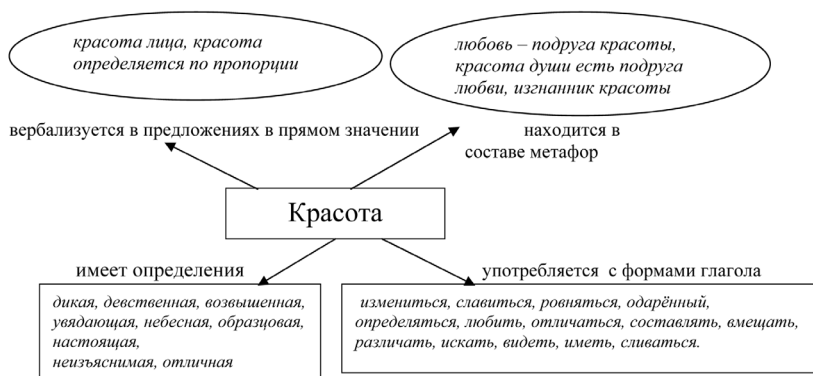 красота лица, красота
определяется по пропорции
любовь – подруга красоты,
красота души есть подруга
любви, изгнанник красоты
вербализуется в предложениях в прямом значении
находится в
составе метафор
Красота
имеет определения
употребляется с формами глагола
дикая, девственная, возвышенная,
увядающая, небесная, образцовая,
настоящая,
неизъяснимая, отличная
измениться, славиться, ровняться, одарённый,
определяться, любить, отличаться, составлять, вмещать,
различать, искать, видеть, иметь, сливаться.